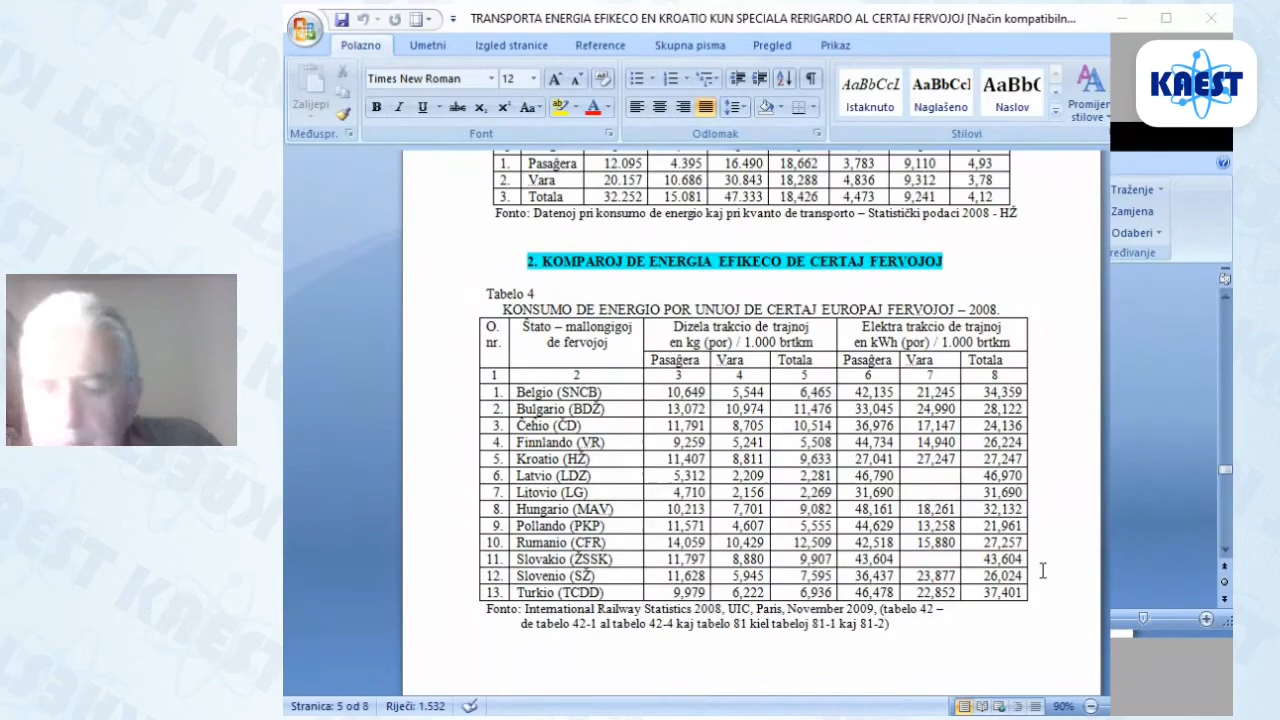 TRANSPORTA ENERGIA EFIKECO EN KROATIO KUN SPECIALA RERIGARDO AL CERTAJ FERVOJOJ [Način kompatibiln...
Polazno Umetni Izgled stranice Reference Skupna pisma Pregled Prikaz
KAEST
Zalijepi
Times New Roman 12
AaBbCcI AaBbCcI AaBb(
Istaknuto Naglašeno Naslov
Promijeni stilove
Međuspr. Font Odlomak Stilovi
Traženje
Zamjena
Odaberi
ređivanje
1. Pasaĝera 12.095 4.395 16.490 18,662 3,783 9,110 4,93
2. Vara 20.157 10.686 30.843 18,288 4,836 9,312 3,78
3. Totala 32.252 15.081 47.333 18,426 4,473 9,241 4,12
Fonto: Datenoj pri konsumo de energio kaj pri kvanto de transporto – Statistički podaci 2008 - HŽ
2. KOMPAROJ DE ENERGIA EFIKECO DE CERTAJ FERVOJOJ
Tabelo 4
KONSUMO DE ENERGIO POR UNUOJ DE CERTAJ EUROPAJ FERVOJOJ – 2008.
O. nr. Ŝtato – mallongigoj de fervojoj Dizela trakcio de trajnoj en kg (por) / 1.000 brtkm Elektra trakcio de trajnoj en kWh (por) / 1.000 brtkm
Pasaĝera Vara Totala Pasaĝera Vara Totala
1 2 3 4 5 6 7 8
1. Belgio (SNCB) 10,649 5,544 6,465 42,135 21,245 34,359
2. Bulgario (BDŽ) 13,072 10,974 11,476 33,045 24,990 28,122
3. Ĉehio (ČD) 11,791 8,705 10,514 36,976 17,147 24,136
4. Finnlando (VR) 9,259 5,241 5,508 44,734 14,940 26,224
5. Kroatio (HŽ) 11,407 8,811 9,633 27,041 27,247 27,247
6. Latvio (LDZ) 5,312 2,209 2,281 46,790 46,970
7. Litovio (LG) 4,710 2,156 2,269 31,690 31,690
8. Hungario (MAV) 10,213 7,701 9,082 48,161 18,261 32,132
9. Pollando (PKP) 11,571 4,607 5,555 44,629 13,258 21,961
10. Rumanio (CFR) 14,059 10,429 12,509 42,518 15,880 27,257
11. Slovakio (ŽSSK) 11,797 8,880 9,907 43,604 43,604
12. Slovenio (SŽ) 11,628 5,945 7,595 36,437 23,877 26,024
13. Turkio (TCDD) 9,979 6,222 6,936 46,478 22,852 37,401
Fonto: International Railway Statistics 2008, UIC, Paris, November 2009, (tabelo 42 –
de tabelo 42-1 al tabelo 42-4 kaj tabelo 81 kiel tabeloj 81-1 kaj 81-2)
Stranica: 5 od 8 Riječi: 1.532 90%